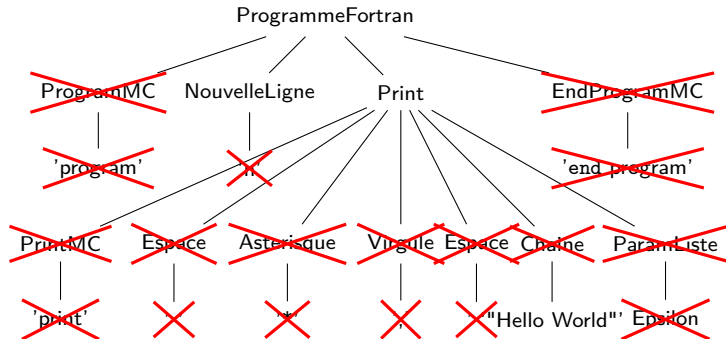 ProgrammeFortran
ProgramMC NouvelleLigne Print EndProgramMC
'program' 'end program'
PrintMC Espace Asterisque Virgule Espace Chaine ParamListe
'print' '*' ',' "Hello World"' Epsilon